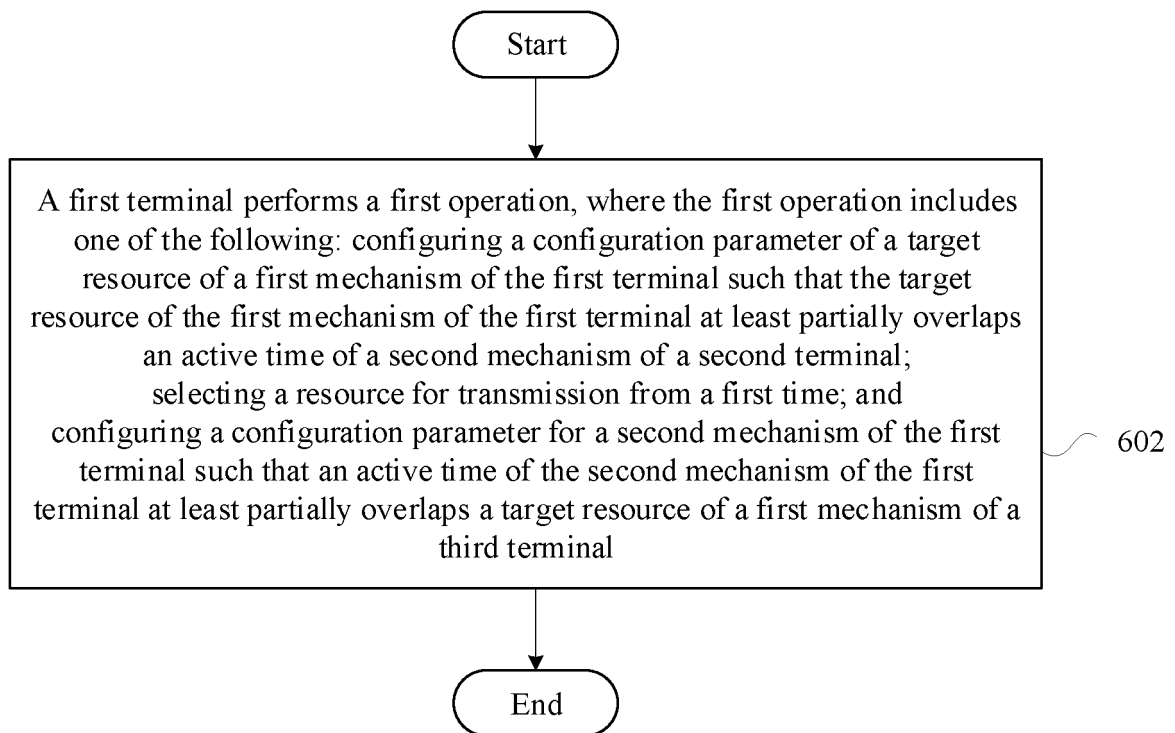 Start
A first terminal performs a first operation, where the first operation includes
one of the following: configuring a configuration parameter of a target
resource of a first mechanism of the first terminal such that the target
resource of the first mechanism of the first terminal at least partially overlaps
an active time of a second mechanism of a second terminal;
selecting a resource for transmission from a first time; and
configuring a configuration parameter for a second mechanism of the first
terminal such that an active time of the second mechanism of the first
terminal at least partially overlaps a target resource of a first mechanism of a
third terminal
602
End